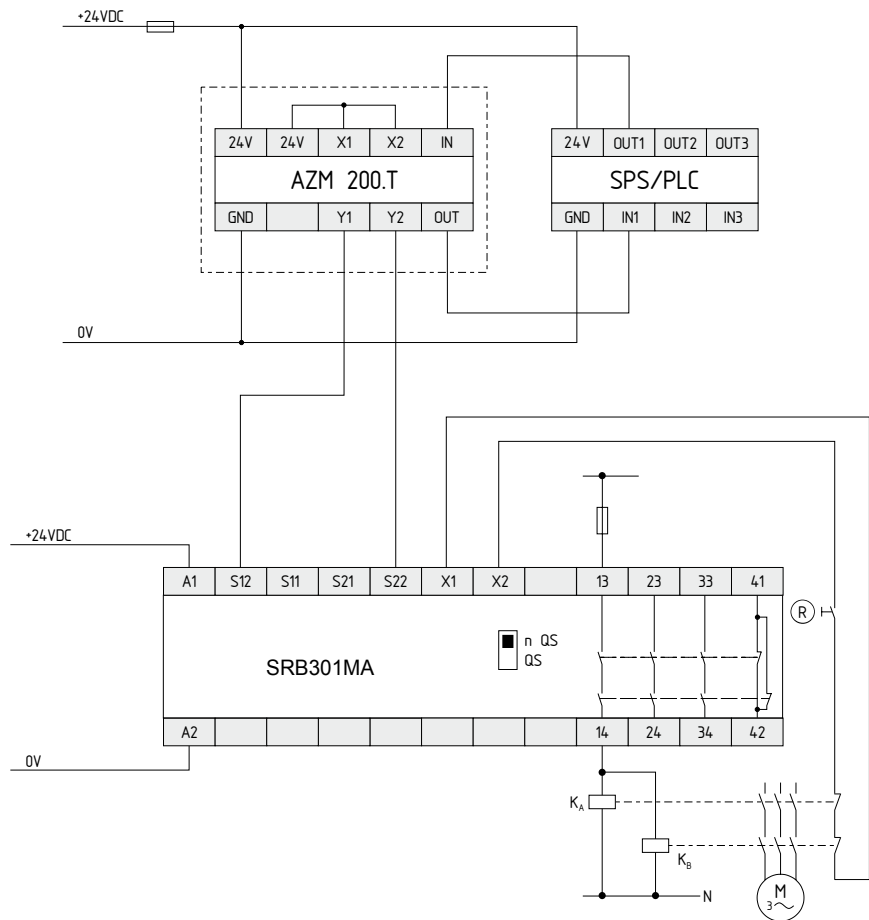 +24VDC
24V 24V X1 X2 IN
AZM 200.T
GND Y1 Y2 OUT
24V OUT1 OUT2 OUT3
SPS/PLC
GND IN1 IN2 IN3
0V
+24VDC
A1 S12 S11 S21 S22 X1 X2 13 23 33 41
n QS
QS
SRB301MA
R
A2 14 24 34 42
0V
KA
KB
N
M
3~